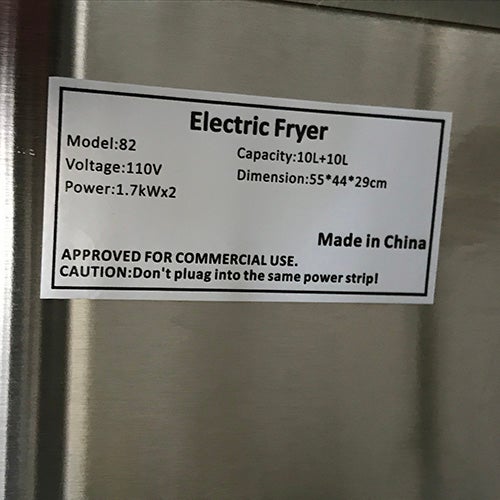 Electric Fryer
Model:82
Capacity:10L+10L
Voltage:110V
Dimension:55*44*29cm
Power:1.7kWx2
Made in China
APPROVED FOR COMMERCIAL USE.
CAUTION:Don't pluag into the same power stripl